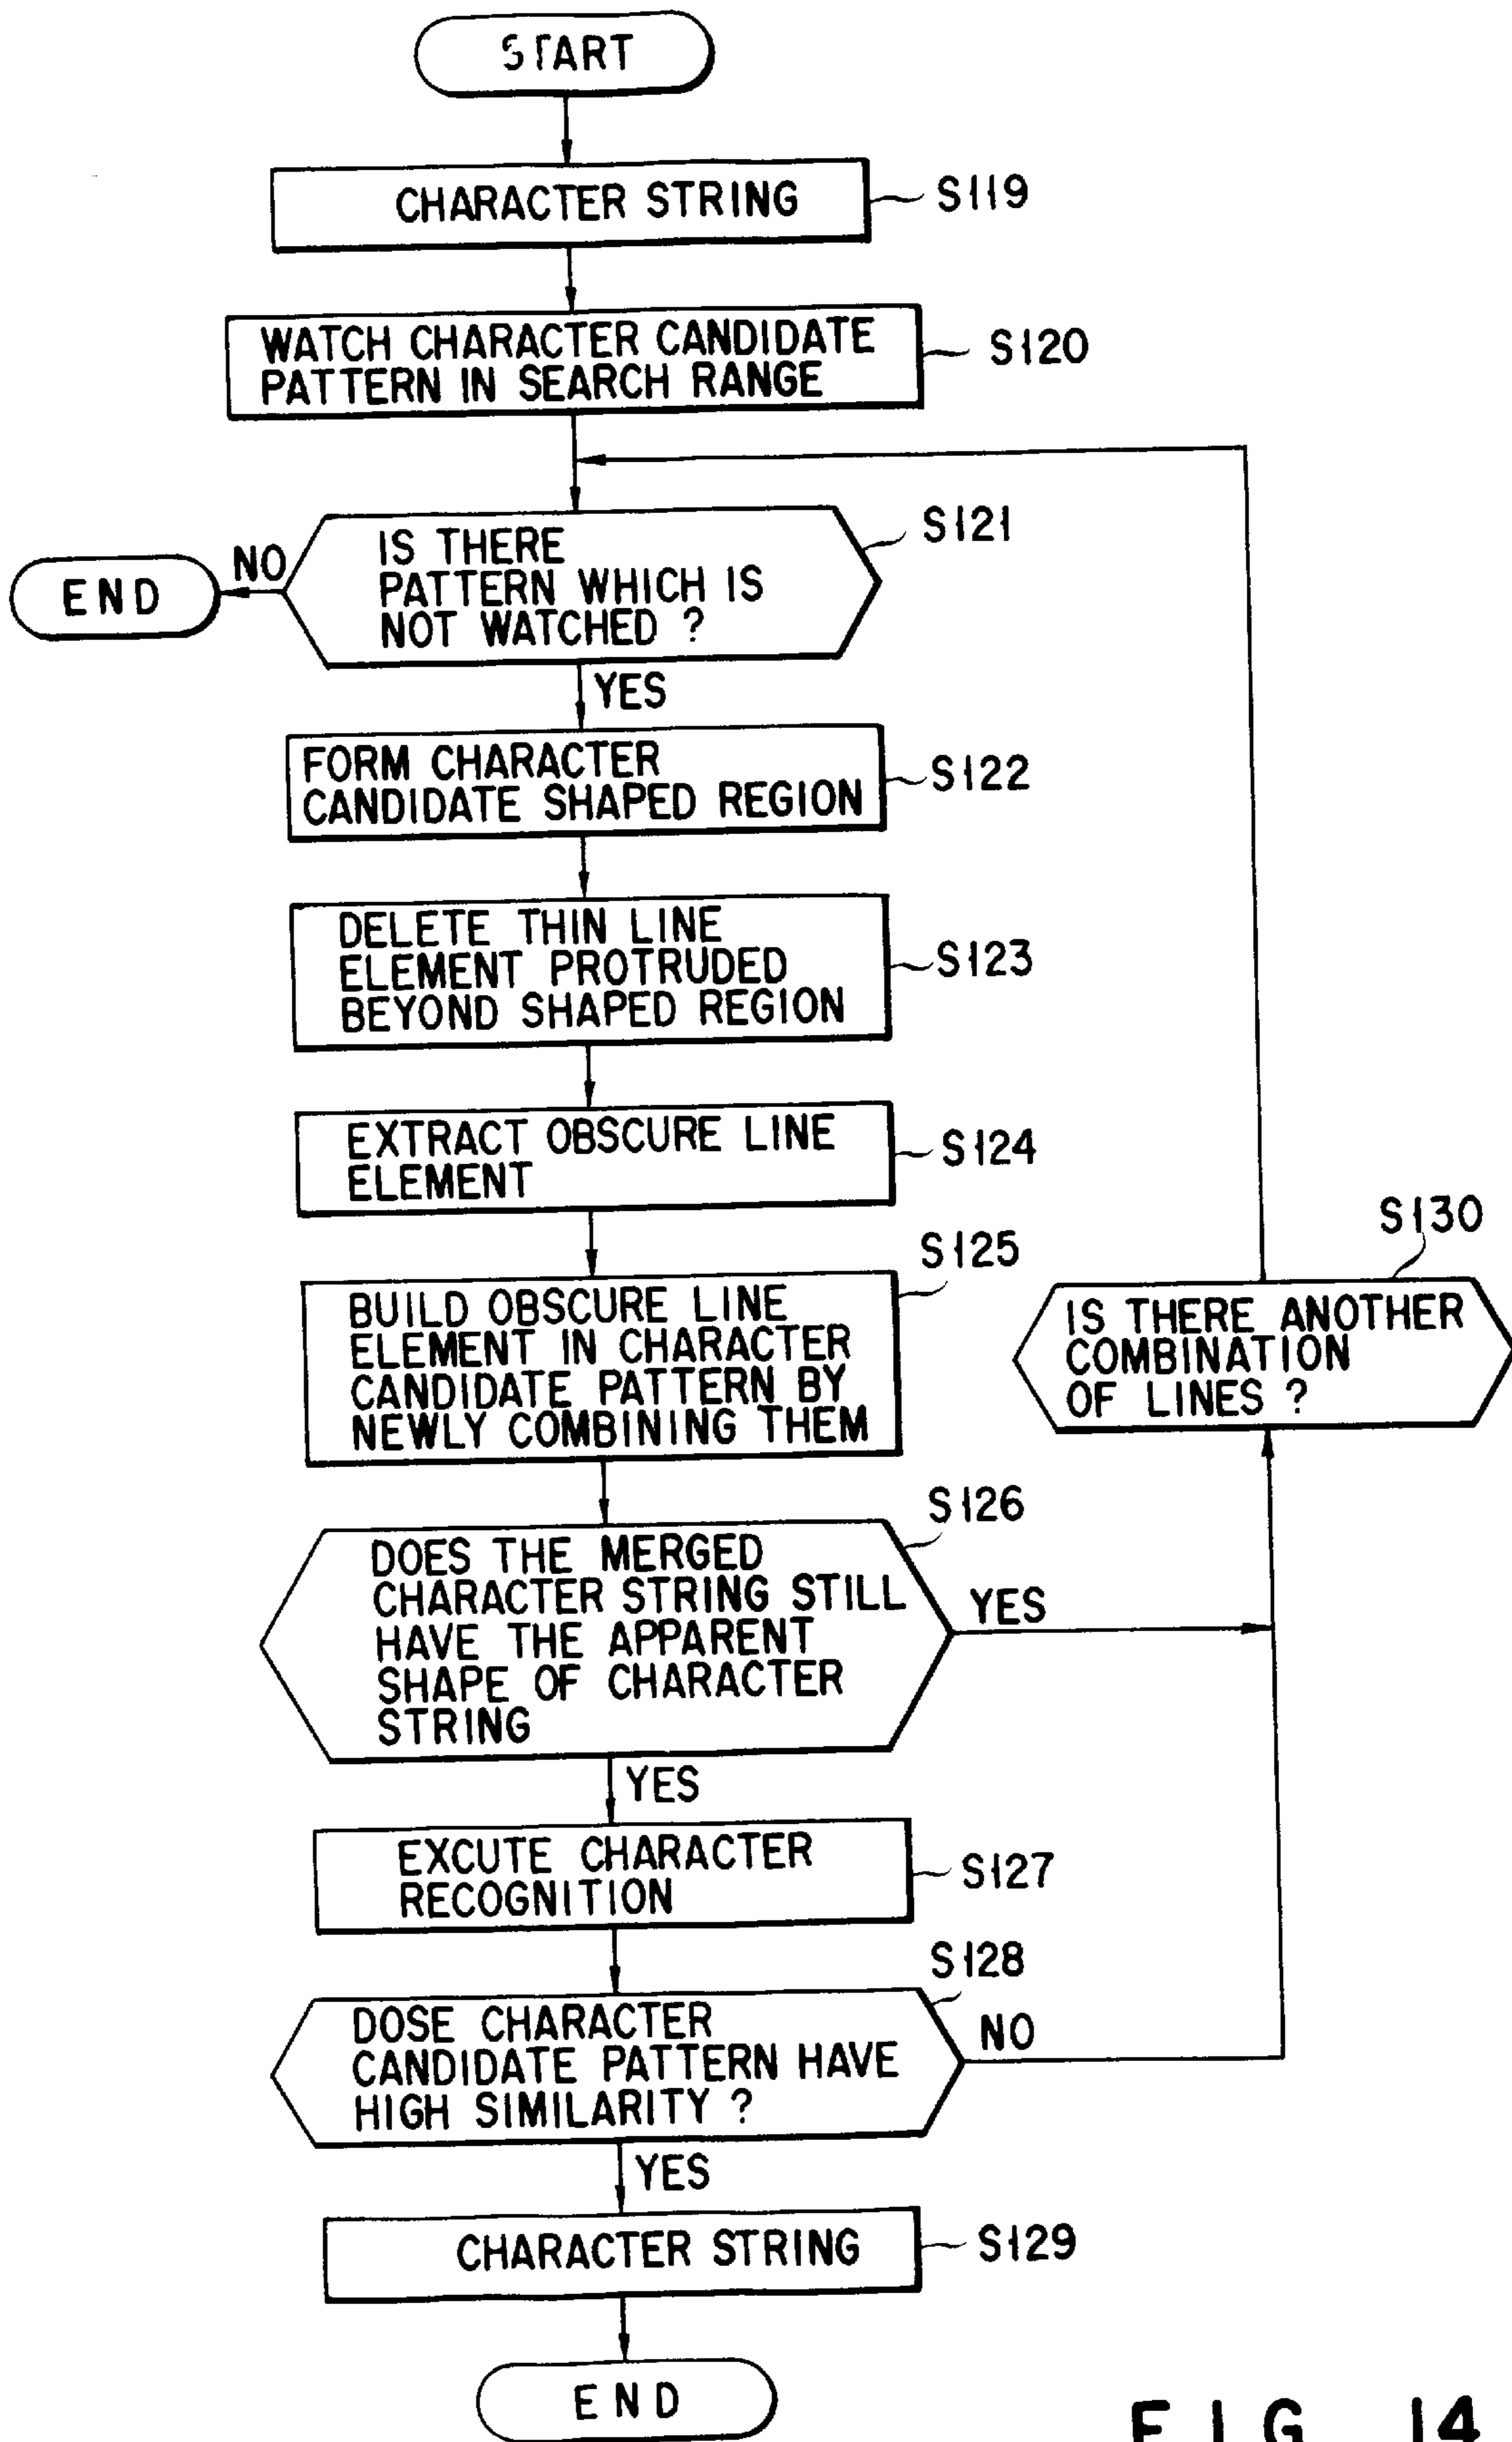 START
CHARACTER STRING
S119
WATCH CHARACTER CANDIDATE
PATTERN IN SEARCH RANGE
S120
IS THERE
PATTERN WHICH IS
NOT WATCHED ?
S121
NO
END
YES
FORM CHARACTER
CANDIDATE SHAPED REGION
S122
DELETE THIN LINE
ELEMENT PROTRUDED
BEYOND SHAPED REGION
S123
EXTRACT OBSCURE LINE
ELEMENT
S124
BUILD OBSCURE LINE
ELEMENT IN CHARACTER
CANDIDATE PATTERN BY
NEWLY COMBINING THEM
S125
S130
IS THERE ANOTHER
COMBINATION
OF LINES ?
DOES THE MERGED
CHARACTER STRING STILL
HAVE THE APPARENT
SHAPE OF CHARACTER
STRING
S126
YES
YES
EXCUTE CHARACTER
RECOGNITION
S127
DOSE CHARACTER
CANDIDATE PATTERN HAVE
HIGH SIMILARITY ?
S128
NO
YES
CHARACTER STRING
S129
END
FIG. 14